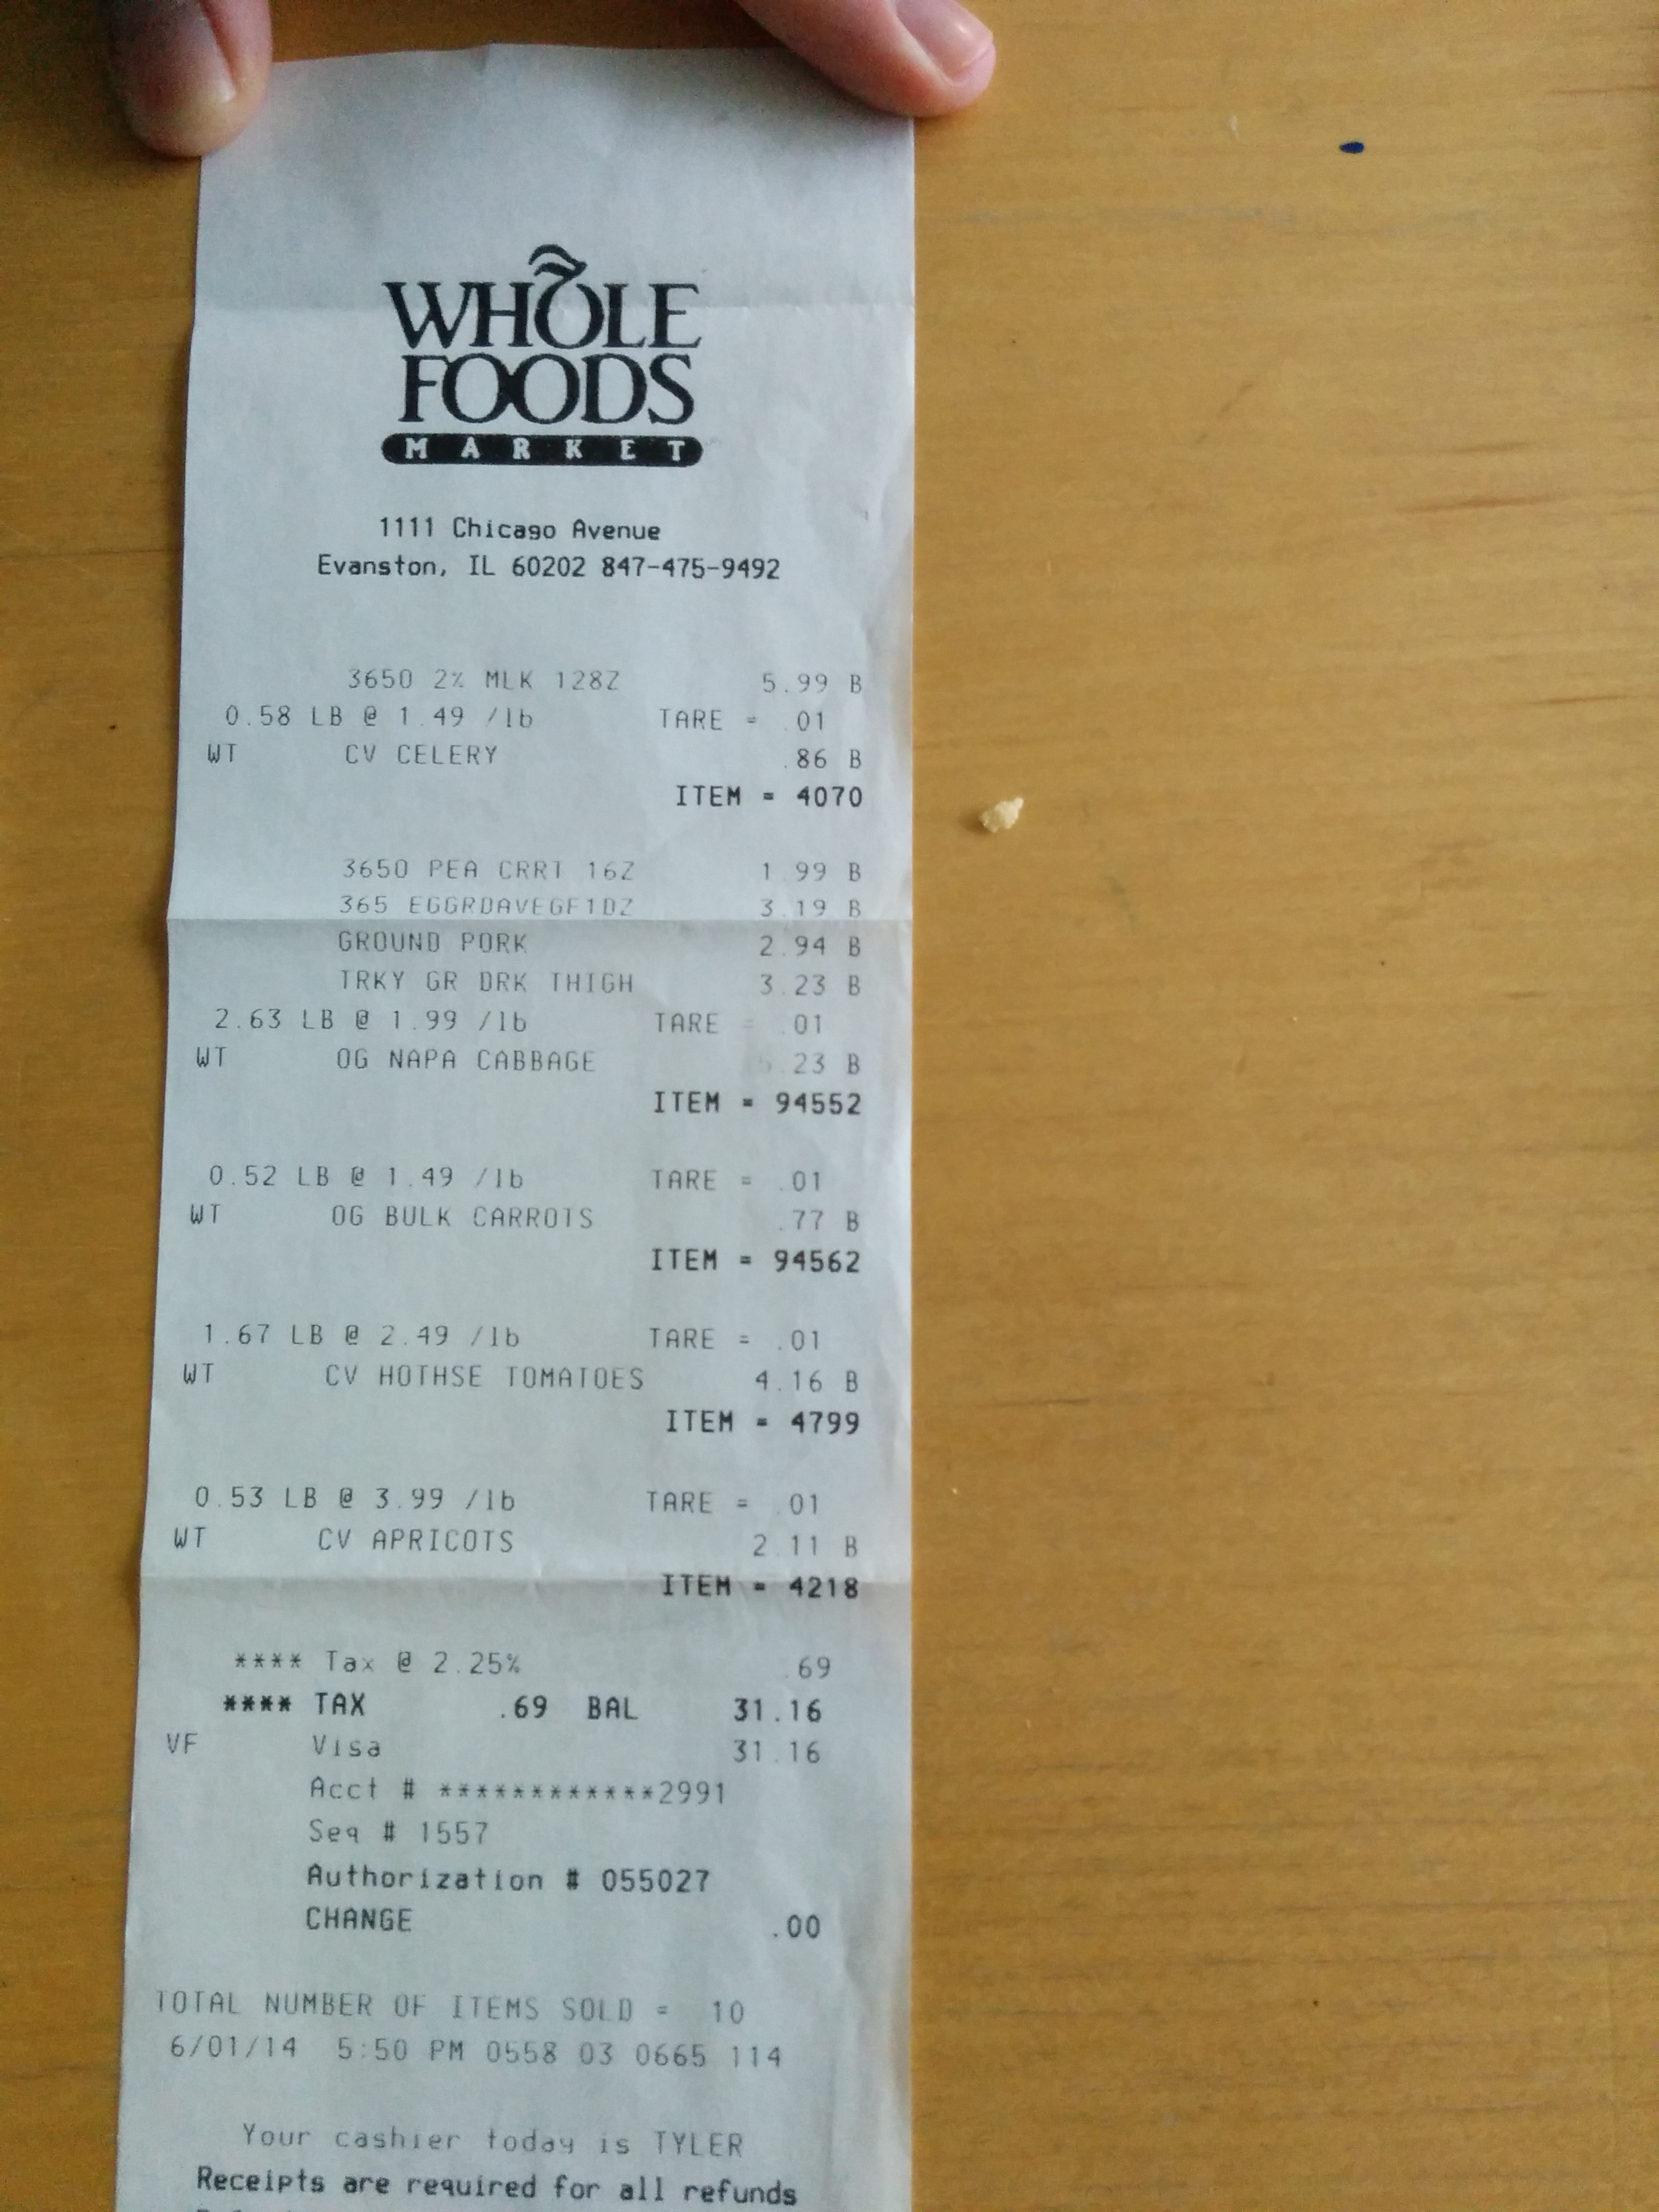 WHOLE
FOODS
MARKET
1111 Chicago Avenue
Evanston, IL 60202 847-475-9492
3650 2% MLK 128Z 5.99 B
0.58 LB @ 1.49 /lb TARE = .01
WT CV CELERY .86 B
ITEM = 4070
3650 PEA CRRT 16Z 1.99 B
365 EGGRDAVEGF1DZ 3.19 B
GROUND PORK 2.94 B
TRKY GR DRK THIGH 3.23 B
2.63 LB @ 1.99 /lb TARE = .01
WT OG NAPA CABBAGE 5.23 B
ITEM = 94552
0.52 LB @ 1.49 /lb TARE = .01
WT OG BULK CARROTS .77 B
ITEM = 94562
1.67 LB @ 2.49 /lb TARE = .01
WT CV HOTHSE TOMATOES 4.16 B
ITEM = 4799
0.53 LB @ 3.99 /lb TARE = .01
WT CV APRICOTS 2.11 B
ITEM = 4218
**** Tax @ 2.25% .69
**** TAX .69 BAL 31.16
VF Visa 31.16
Acct # ************2991
Seq # 1557
Authorization # 055027
CHANGE .00
TOTAL NUMBER OF ITEMS SOLD = 10
6/01/14 5:50 PM 0558 03 0665 114
Your cashier today is TYLER
Receipts are required for all refunds